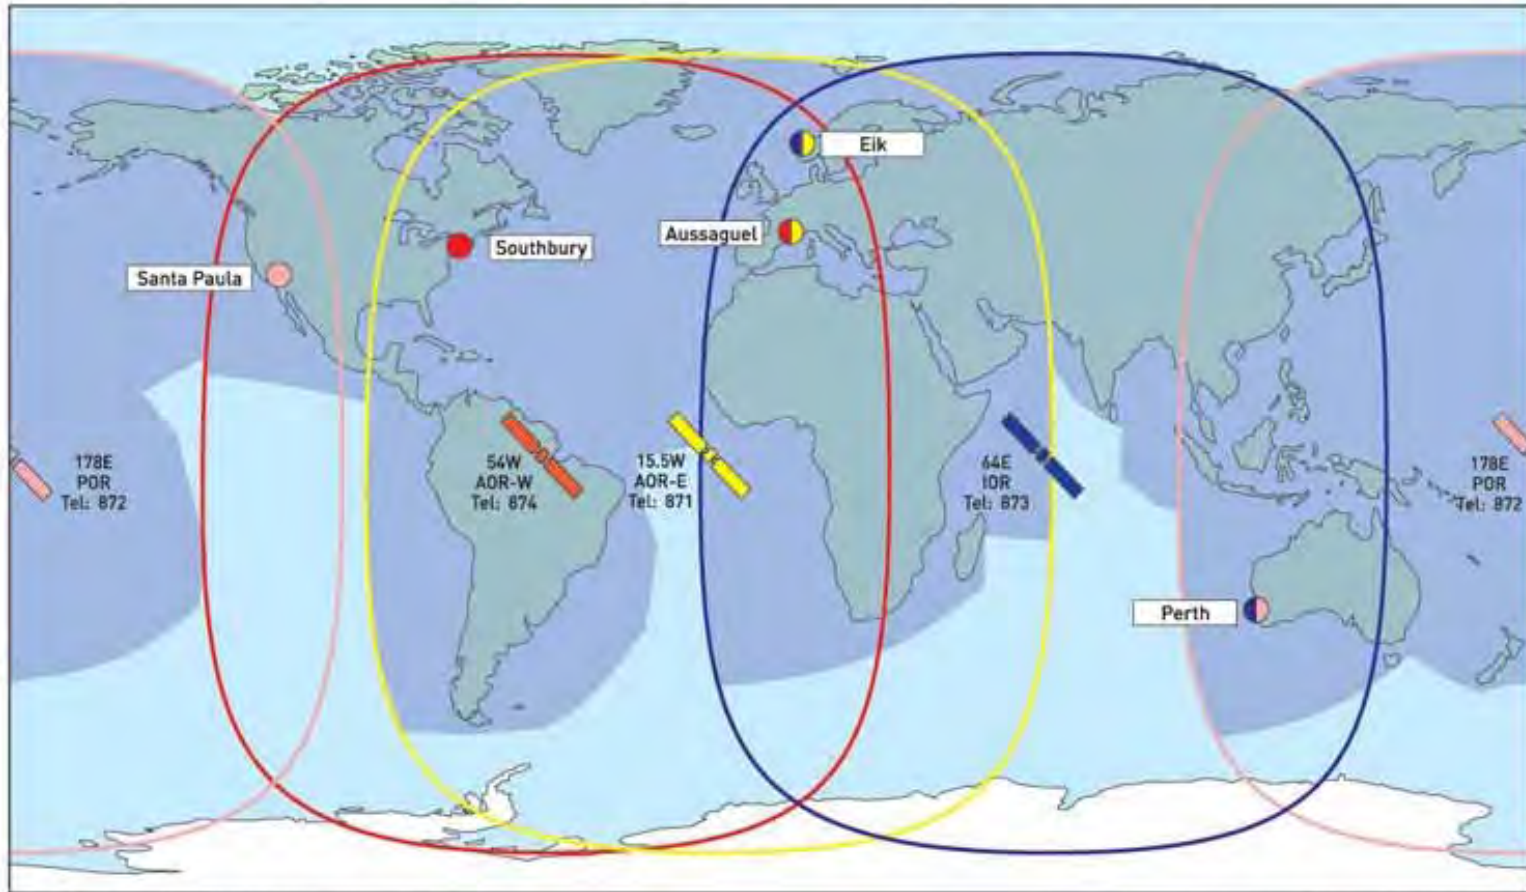 Eik
Aussaguel
Southbury
Santa Paula
178E
POR
Tel: 872
54W
AOR-W
Tel: 874
15.5W
AOR-E
Tel: 871
64E
IOR
Tel: 873
178E
POR
Tel: 872
Perth